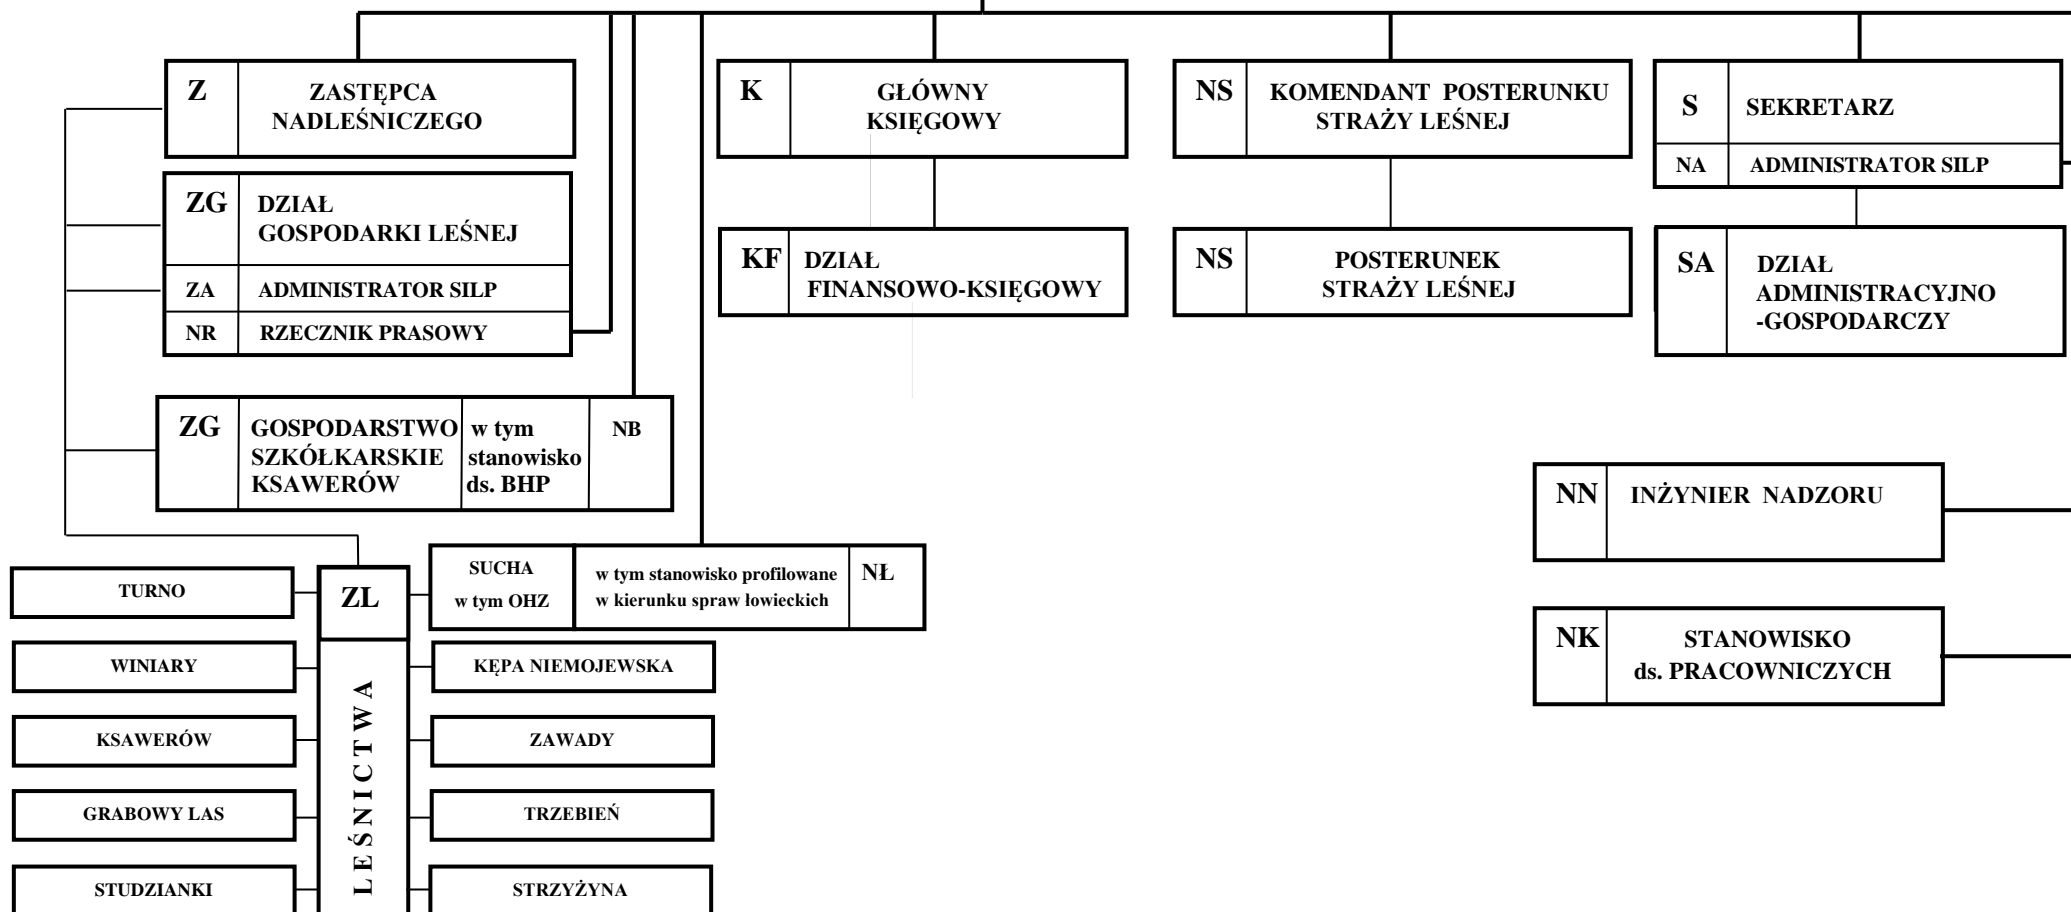 Z
ZASTĘPCA
NADLEŚNICZEGO
ZG
DZIAŁ
GOSPODARKI LEŚNEJ
ZA
ADMINISTRATOR SILP
NR
RZECZNIK PRASOWY
ZG
GOSPODARSTWO
SZKÓŁKARSKIE
KSAWERÓW
w tym
stanowisko
ds. BHP
NB
K
GŁÓWNY
KSIĘGOWY
KF
DZIAŁ
FINANSOWO-KSIĘGOWY
NS
KOMENDANT POSTERUNKU
STRAŻY LEŚNEJ
NS
POSTERUNEK
STRAŻY LEŚNEJ
S
SEKRETARZ
NA
ADMINISTRATOR SILP
SA
DZIAŁ
ADMINISTRACYJNO
-GOSPODARCZY
NN
INŻYNIER NADZORU
NK
STANOWISKO
ds. PRACOWNICZYCH
ZL
LEŚNICTWA
TURNO
WINIARY
KSAWERÓW
GRABOWY LAS
STUDZIANKI
SUCHA
w tym OHZ
w tym stanowisko profilowane
w kierunku spraw łowieckich
NŁ
KĘPA NIEMOJEWSKA
ZAWADY
TRZEBIEŃ
STRZYŻYNA